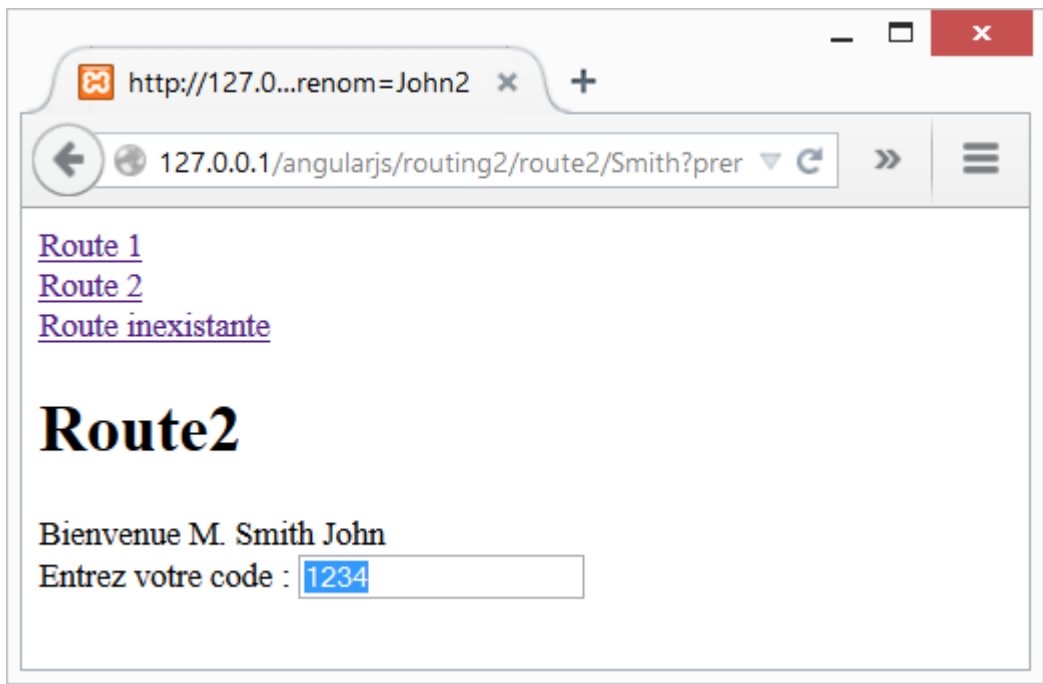 http://127.0...renom=John2
127.0.0.1/angularjs/routing2/route2/Smith?prer
Route 1
Route 2
Route inexistante
Route2
Bienvenue M. Smith John
Entrez votre code : 1234